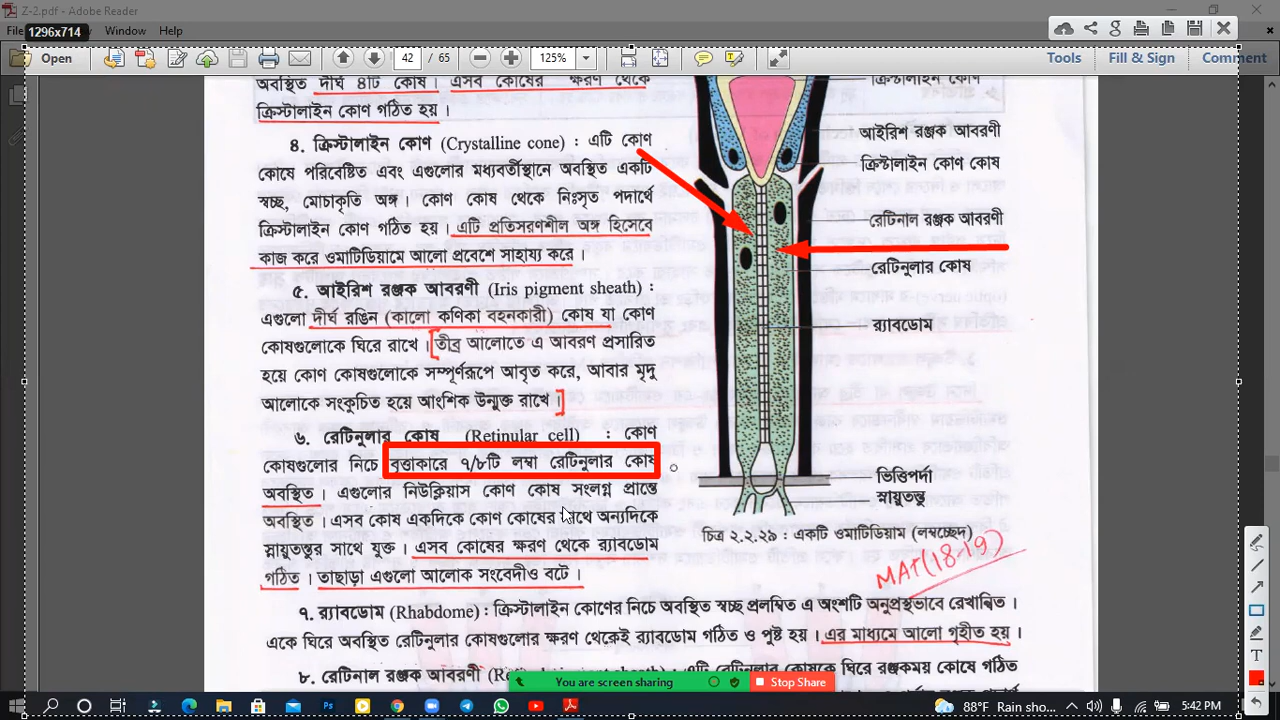 Z-2.pdf - Adobe Reader
1296x714
Window Help
Open 42 / 65 125% Tools Fill & Sign Comment
অবস্থিত দীর্ঘ ৪টি কোষ। এসব কোষের ক্ষরণ থেকে
ক্রিস্টালাইন কোণ গঠিত হয়।
৪. ক্রিস্টালাইন কোণ (Crystalline cone) : এটি কোণ
কোষে পরিবেষ্টিত এবং এগুলোর মধ্যবর্তীস্থানে অবস্থিত একটি
স্বচ্ছ, মোচাকৃতি অঙ্গ। কোণ কোষ থেকে নিঃসৃত পদার্থে
ক্রিস্টালাইন কোণ গঠিত হয়। এটি প্রতিসরণশীল অঙ্গ হিসেবে
কাজ করে ওমাটিডিয়ামে আলো প্রবেশে সাহায্য করে।
৫. আইরিশ রঞ্জক আবরণী (Iris pigment sheath) :
এগুলো দীর্ঘ রঙিন (কালো কণিকা বহনকারী) কোষ যা কোণ
কোষগুলোকে ঘিরে রাখে। [তীব্র আলোতে এ আবরণ প্রসারিত
হয়ে কোণ কোষগুলোকে সম্পূর্ণরূপে আবৃত করে, আবার মৃদু
আলোকে সংকুচিত হয়ে আংশিক উন্মুক্ত রাখে।]
৬. রেটিনুলার কোষ (Retinular cell) : কোণ
কোষগুলোর নিচে বৃত্তাকারে ৭/৮টি লম্বা রেটিনুলার কোষ
অবস্থিত। এগুলোর নিউক্লিয়াস কোণ কোষ সংলগ্ন প্রান্তে
অবস্থিত। এসব কোষ একদিকে কোণ কোষের সাথে অন্যদিকে
স্নায়ুতন্তুর সাথে যুক্ত। এসব কোষের ক্ষরণ থেকে র‍্যাবডোম
গঠিত। তাছাড়া এগুলো আলোক সংবেদীও বটে।
ক্রিস্টালাইন কোণ
আইরিশ রঞ্জক আবরণী
ক্রিস্টালাইন কোণ কোষ
রেটিনাল রঞ্জক আবরণী
রেটিনুলার কোষ
র‍্যাবডোম
ভিত্তিপর্দা
স্নায়ুতন্তু
চিত্র ২.২.২৯ : একটি ওমাটিডিয়াম (লম্বচ্ছেদ)
MAT(18-19)
৭. র‍্যাবডোম (Rhabdome) : ক্রিস্টালাইন কোণের নিচে অবস্থিত স্বচ্ছ প্রলম্বিত এ অংশটি অনুপ্রস্থভাবে রেখান্বিত।
একে ঘিরে অবস্থিত রেটিনুলার কোষগুলোর ক্ষরণ থেকেই র‍্যাবডোম গঠিত ও পুষ্ট হয়। এর মাধ্যমে আলো গৃহীত হয়।
৮. রেটিনাল রঞ্জক আবরণী এটি রেটিনুলার কোষকে ঘিরে রঞ্জকময় কোষে গঠিত
You are screen sharing Stop Share
88°F Rain sho... 5:42 PM